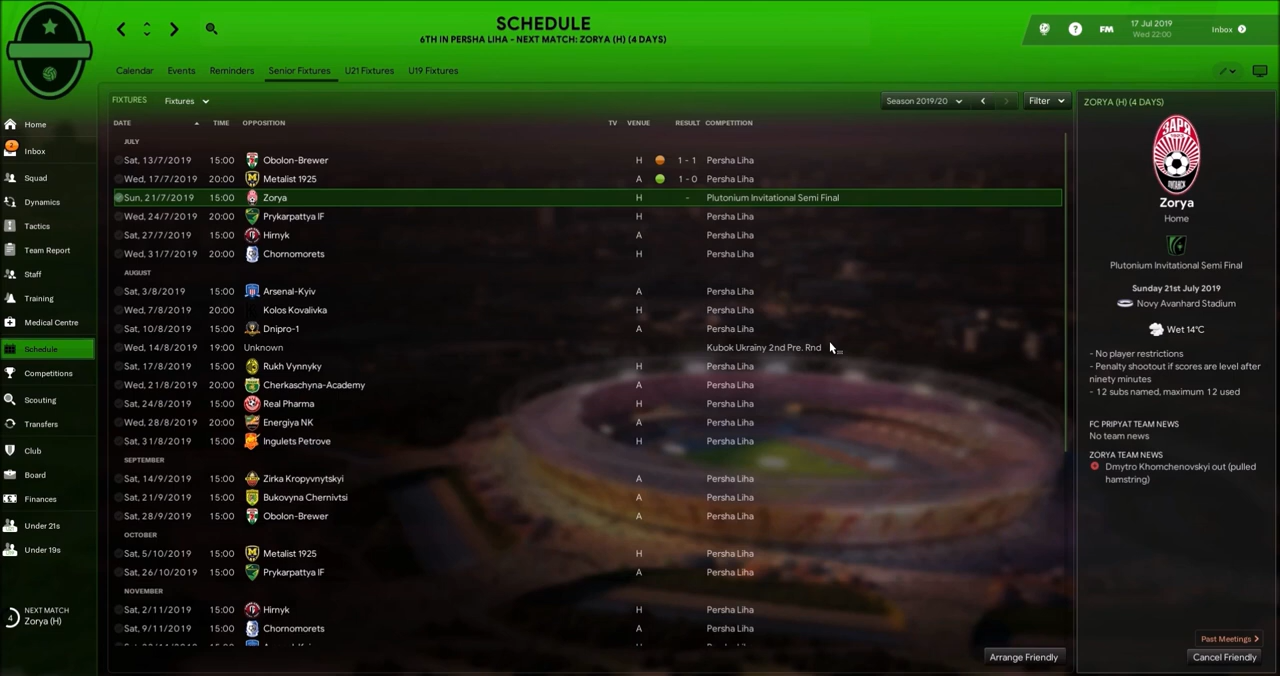 SCHEDULE
6TH IN PERSHA LIHA - NEXT MATCH: ZORYA (H) (4 DAYS)
FM
17 Jul 2019
Wed 22:00
Inbox
Calendar Events Reminders Senior Fixtures U21 Fixtures U19 Fixtures
Home
2
Inbox
Squad
Dynamics
Tactics
Team Report
Staff
Training
Medical Centre
Schedule
Competitions
Scouting
Transfers
Club
Board
Finances
Under 21s
Under 19s
4
NEXT MATCH
Zorya (H)
FIXTURES Fixtures Season 2019/20 Filter
DATE TIME OPPOSITION TV VENUE RESULT COMPETITION
JULY
Sat, 13/7/2019 15:00 Obolon-Brewer H 1 - 1 Persha Liha
Wed, 17/7/2019 20:00 Metalist 1925 A 1 - 0 Persha Liha
Sun, 21/7/2019 15:00 Zorya H - Plutonium Invitational Semi Final
Wed, 24/7/2019 20:00 Prykarpattya IF H Persha Liha
Sat, 27/7/2019 15:00 Hirnyk A Persha Liha
Wed, 31/7/2019 20:00 Chornomorets H Persha Liha
AUGUST
Sat, 3/8/2019 15:00 Arsenal-Kyiv A Persha Liha
Wed, 7/8/2019 20:00 Kolos Kovalivka H Persha Liha
Sat, 10/8/2019 15:00 Dnipro-1 A Persha Liha
Wed, 14/8/2019 19:00 Unknown Kubok Ukraïny 2nd Pre. Rnd
Sat, 17/8/2019 15:00 Rukh Vynnyky H Persha Liha
Wed, 21/8/2019 20:00 Cherkaschyna-Academy A Persha Liha
Sat, 24/8/2019 15:00 Real Pharma H Persha Liha
Wed, 28/8/2019 20:00 Energiya NK A Persha Liha
Sat, 31/8/2019 15:00 Ingulets Petrove H Persha Liha
SEPTEMBER
Sat, 14/9/2019 15:00 Zirka Kropyvnytskyi A Persha Liha
Sat, 21/9/2019 15:00 Bukovyna Chernivtsi A Persha Liha
Sat, 28/9/2019 15:00 Obolon-Brewer A Persha Liha
OCTOBER
Sat, 5/10/2019 15:00 Metalist 1925 H Persha Liha
Sat, 26/10/2019 15:00 Prykarpattya IF A Persha Liha
NOVEMBER
Sat, 2/11/2019 15:00 Hirnyk H Persha Liha
Sat, 9/11/2019 15:00 Chornomorets A Persha Liha
Arrange Friendly
ZORYA (H) (4 DAYS)
ЗАРЯ
Zorya
Home
Plutonium Invitational Semi Final
Sunday 21st July 2019
Novy Avanhard Stadium
Wet 14°C
- No player restrictions
- Penalty shootout if scores are level after
ninety minutes
- 12 subs named, maximum 12 used
FC PRIPYAT TEAM NEWS
No team news
ZORYA TEAM NEWS
Dmytro Khomchenovskyi out (pulled
hamstring)
Past Meetings
Cancel Friendly